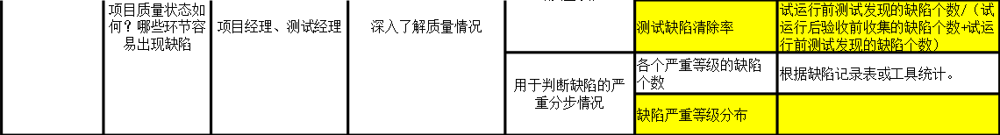 项目质量状态如
何？哪些环节容
易出现缺陷
项目经理、测试经理
深入了解质量情况
测试缺陷清除率
试运行前测试发现的缺陷个数/（试
运行后验收前收集的缺陷个数+试运
行前测试发现的缺陷个数）
用于判断缺陷的严
重分步情况
各个严重等级的缺陷
个数
根据缺陷记录表或工具统计。
缺陷严重等级分布